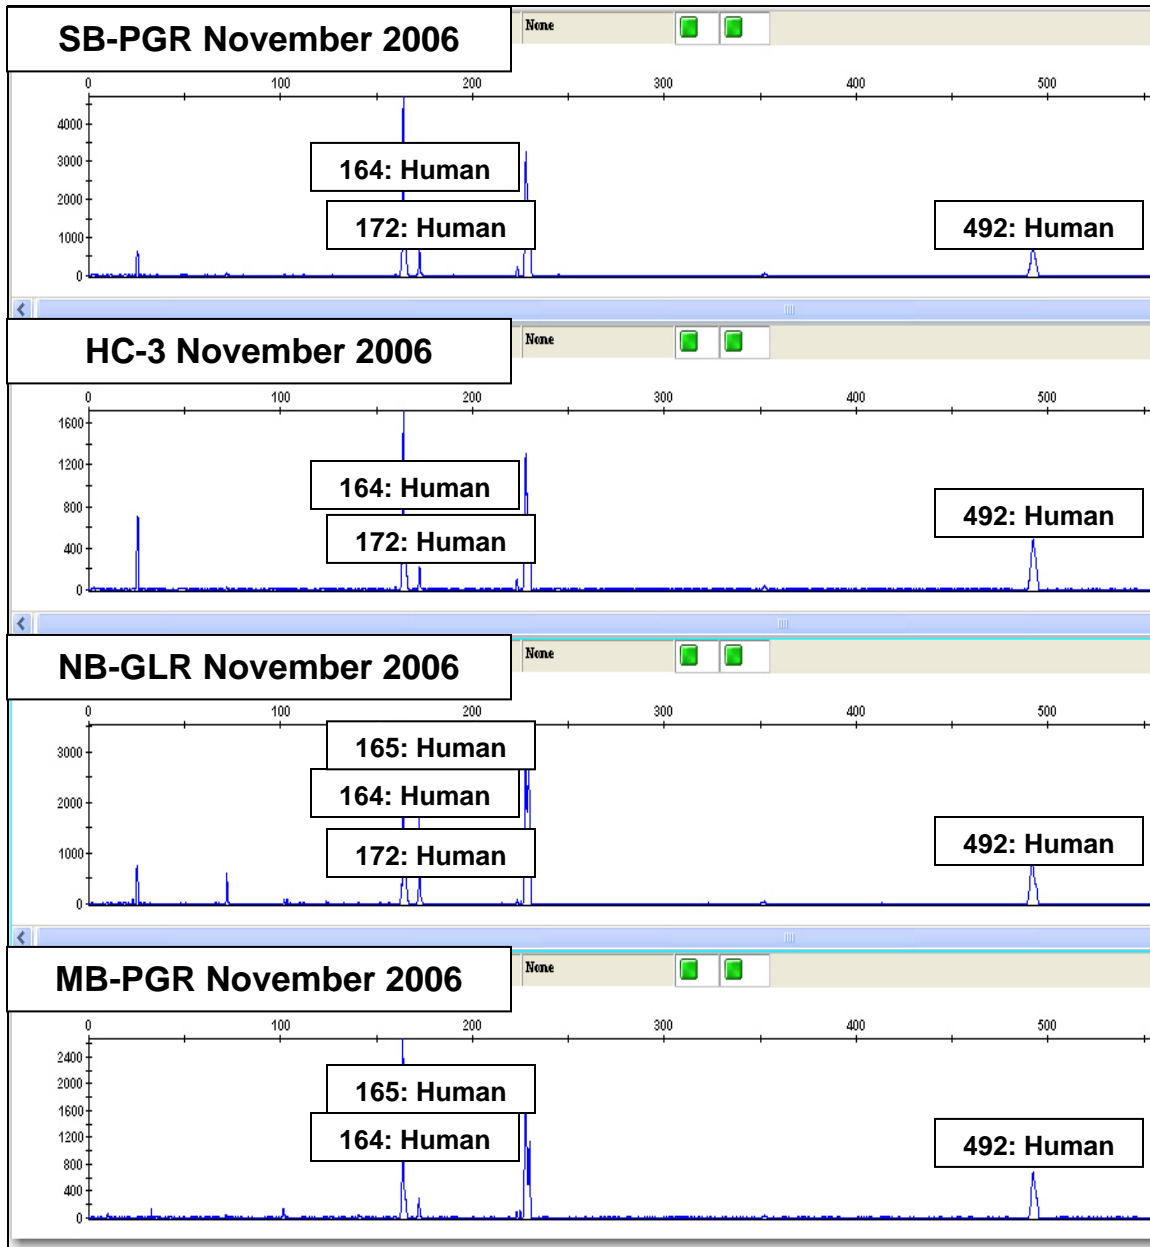 SB-PGR November 2006
None
0 100 200 300 400 500
4000
3000
2000
1000
0
164: Human
172: Human
492: Human
HC-3 November 2006
None
0 100 200 300 400 500
1600
1200
800
400
0
164: Human
172: Human
492: Human
NB-GLR November 2006
None
0 100 200 300 400 500
3000
2000
1000
0
165: Human
164: Human
172: Human
492: Human
MB-PGR November 2006
None
0 100 200 300 400 500
2400
2000
1600
1200
800
400
0
165: Human
164: Human
492: Human